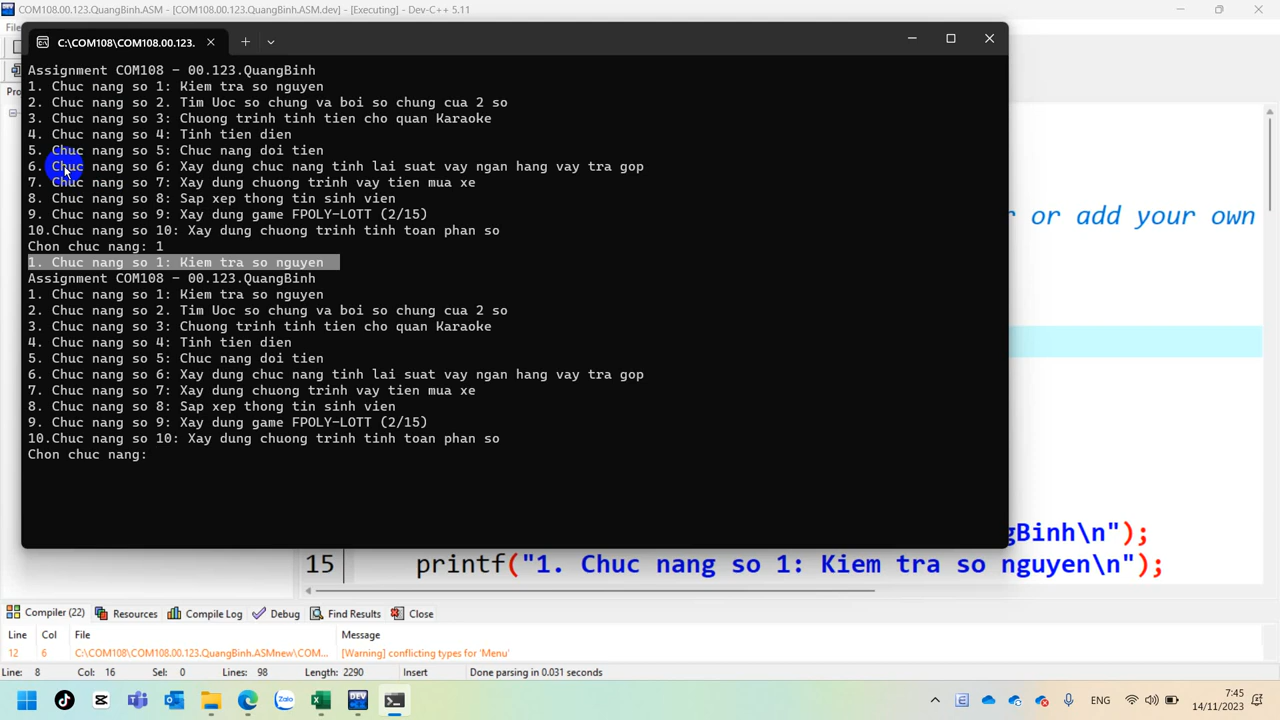 COM108.00.123.QuangBinh.ASM - [COM108.00.123.QuangBinh.ASM.dev] - [Executing] - Dev-C++ 5.11
C:\COM108\COM108.00.123.
Assignment COM108 - 00.123.QuangBinh
1. Chuc nang so 1: Kiem tra so nguyen
2. Chuc nang so 2. Tim Uoc so chung va boi so chung cua 2 so
3. Chuc nang so 3: Chuong trinh tinh tien cho quan Karaoke
4. Chuc nang so 4: Tinh tien dien
5. Chuc nang so 5: Chuc nang doi tien
6. Chuc nang so 6: Xay dung chuc nang tinh lai suat vay ngan hang vay tra gop
7. Chuc nang so 7: Xay dung chuong trinh vay tien mua xe
8. Chuc nang so 8: Sap xep thong tin sinh vien
9. Chuc nang so 9: Xay dung game FPOLY-LOTT (2/15)
10.Chuc nang so 10: Xay dung chuong trinh tinh toan phan so
Chon chuc nang: 1
1. Chuc nang so 1: Kiem tra so nguyen
Assignment COM108 - 00.123.QuangBinh
1. Chuc nang so 1: Kiem tra so nguyen
2. Chuc nang so 2. Tim Uoc so chung va boi so chung cua 2 so
3. Chuc nang so 3: Chuong trinh tinh tien cho quan Karaoke
4. Chuc nang so 4: Tinh tien dien
5. Chuc nang so 5: Chuc nang doi tien
6. Chuc nang so 6: Xay dung chuc nang tinh lai suat vay ngan hang vay tra gop
7. Chuc nang so 7: Xay dung chuong trinh vay tien mua xe
8. Chuc nang so 8: Sap xep thong tin sinh vien
9. Chuc nang so 9: Xay dung game FPOLY-LOTT (2/15)
10.Chuc nang so 10: Xay dung chuong trinh tinh toan phan so
Chon chuc nang:
or add your own
gBinh\n");
15 printf("1. Chuc nang so 1: Kiem tra so nguyen\n");
Compiler (22) Resources Compile Log Debug Find Results Close
Line Col File Message
12 6 C:\COM108\COM108.00.123.QuangBinh.ASMnew\COM... [Warning] conflicting types for 'Menu'
Line: 8 Col: 16 Sel: 0 Lines: 98 Length: 2290 Insert Done parsing in 0.031 seconds
Zalo DEV ENG 7:45
14/11/2023